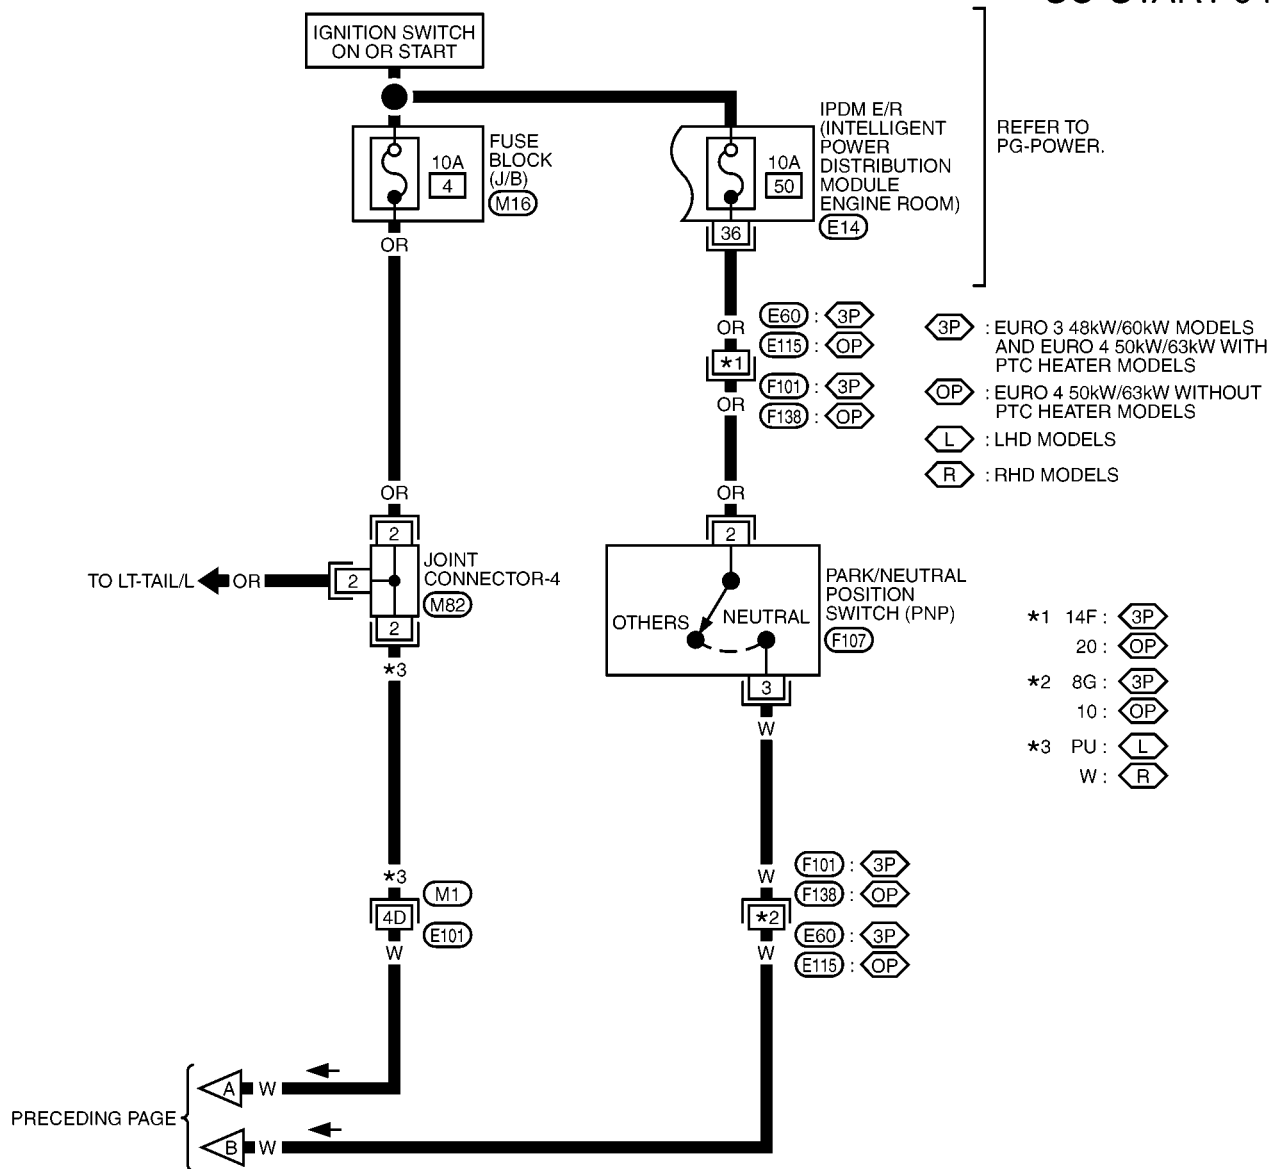 IGNITION SWITCH
ON OR START
FUSE
BLOCK
(J/B)
M16
10A
4
IPDM E/R
(INTELLIGENT
POWER
DISTRIBUTION
MODULE
ENGINE ROOM)
E14
10A
50
36
REFER TO
PG-POWER.
OR
OR
E60 : 3P
E115 : OP
*1
F101 : 3P
F138 : OP
OR
3P : EURO 3 48kW/60kW MODELS
AND EURO 4 50kW/63kW WITH
PTC HEATER MODELS
OP : EURO 4 50kW/63kW WITHOUT
PTC HEATER MODELS
L : LHD MODELS
R : RHD MODELS
OR
OR
2
2
TO LT-TAIL/L
OR
2
JOINT
CONNECTOR-4
M82
2
*3
OTHERS
NEUTRAL
PARK/NEUTRAL
POSITION
SWITCH (PNP)
F107
3
W
*1 14F : 3P
20 : OP
*2 8G : 3P
10 : OP
*3 PU : L
W : R
*3
M1
4D
E101
W
W
F101 : 3P
F138 : OP
*2
E60 : 3P
E115 : OP
W
PRECEDING PAGE
A
W
B
W